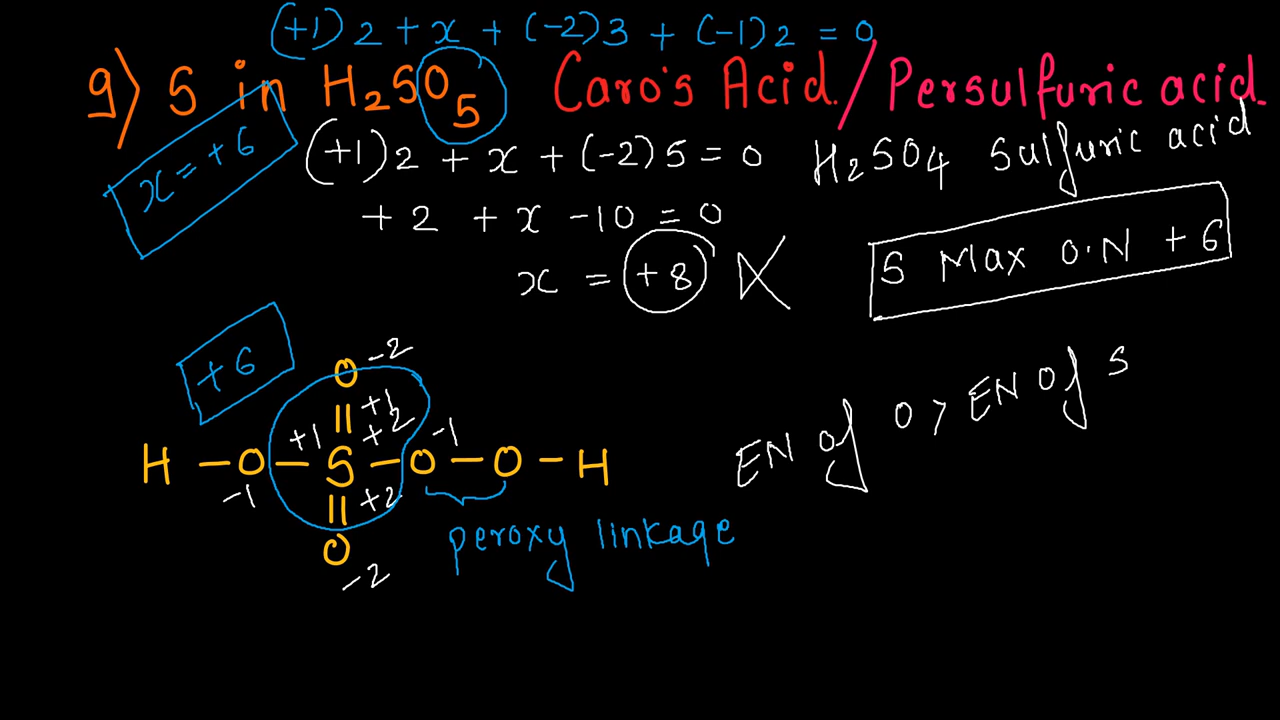 (+1)2 + x + (-2)3 + (-1)2 = 0
9) S in H₂SO₅ Caro's Acid / Persulfuric acid.
x = +6
(+1)2 + x + (-2)5 = 0 H₂SO₄ Sulfuric acid
+2 + x -10 = 0
S Max O.N +6
x = +8
+6
O -2
+1
+2
EN of O > EN of S
H - O - S - O - O - H
+1 -1
-1 +2
peroxy linkage
O
-2